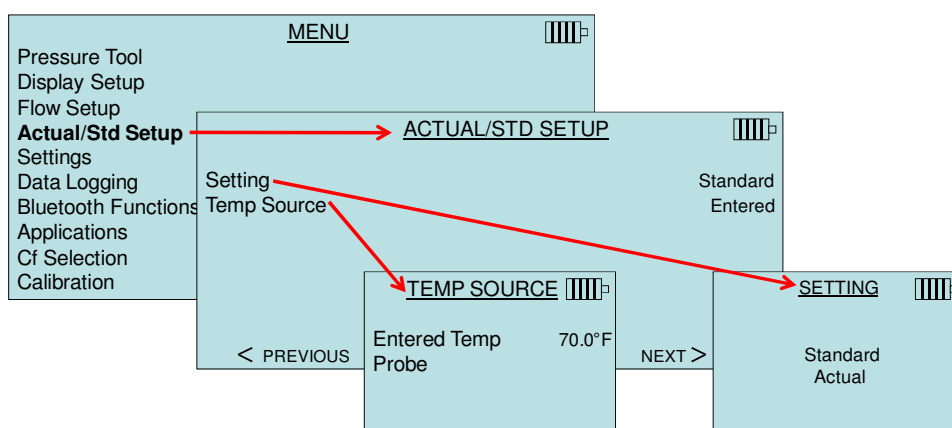 MENU
Pressure Tool
Display Setup
Flow Setup
Actual/Std Setup
Settings
Data Logging
Bluetooth Functions
Applications
Cf Selection
Calibration
ACTUAL/STD SETUP
Setting Standard
Temp Source Entered
< PREVIOUS NEXT >
TEMP SOURCE
Entered Temp 70.0°F
Probe
SETTING
Standard
Actual